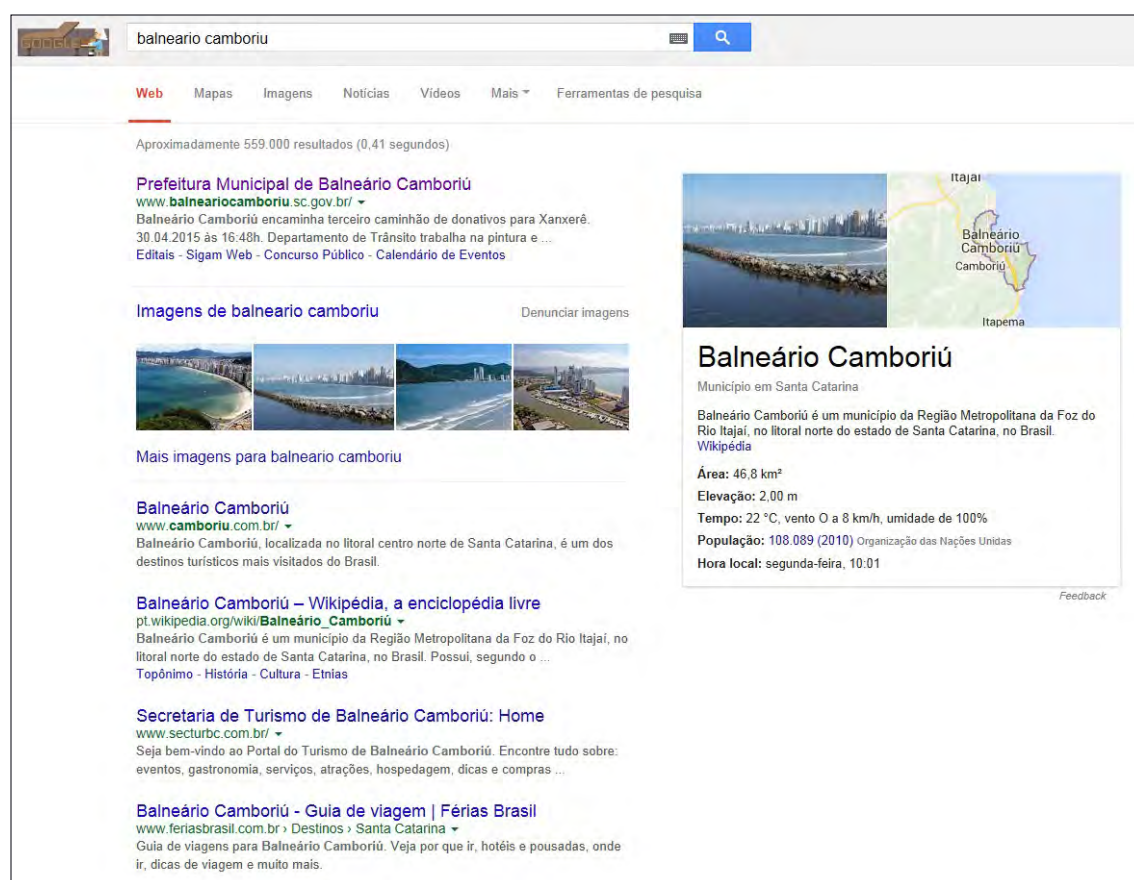 GOOGLE
balneario camboriu
Web Mapas Imagens Notícias Vídeos Mais Ferramentas de pesquisa
Aproximadamente 559.000 resultados (0,41 segundos)
Prefeitura Municipal de Balneário Camboriú
www.balneariocamboriu.sc.gov.br/
Balneário Camboriú encaminha terceiro caminhão de donativos para Xanxerê.
30.04.2015 às 16:48h. Departamento de Trânsito trabalha na pintura e ...
Editais - Sigam Web - Concurso Público - Calendário de Eventos
Imagens de balneario camboriu Denunciar imagens
Mais imagens para balneario camboriu
Balneário Camboriú
www.camboriu.com.br/
Balneário Camboriú, localizada no litoral centro norte de Santa Catarina, é um dos
destinos turísticos mais visitados do Brasil.
Balneário Camboriú – Wikipédia, a enciclopédia livre
pt.wikipedia.org/wiki/Balneário_Camboriú
Balneário Camboriú é um município da Região Metropolitana da Foz do Rio Itajaí, no
litoral norte do estado de Santa Catarina, no Brasil. Possui, segundo o ...
Topônimo - História - Cultura - Etnias
Secretaria de Turismo de Balneário Camboriú: Home
www.secturbc.com.br/
Seja bem-vindo ao Portal do Turismo de Balneário Camboriú. Encontre tudo sobre:
eventos, gastronomia, serviços, atrações, hospedagem, dicas e compras ...
Balneário Camboriú - Guia de viagem | Férias Brasil
www.feriasbrasil.com.br › Destinos › Santa Catarina
Guia de viagens para Balneário Camboriú. Veja por que ir, hotéis e pousadas, onde
ir, dicas de viagem e muito mais.
Itajaí
Balneário
Camboriú
Camboriú
Itapema
Balneário Camboriú
Município em Santa Catarina
Balneário Camboriú é um município da Região Metropolitana da Foz do
Rio Itajaí, no litoral norte do estado de Santa Catarina, no Brasil.
Wikipédia
Área: 46,8 km²
Elevação: 2,00 m
Tempo: 22 °C, vento O a 8 km/h, umidade de 100%
População: 108.089 (2010) Organização das Nações Unidas
Hora local: segunda-feira, 10:01
Feedback